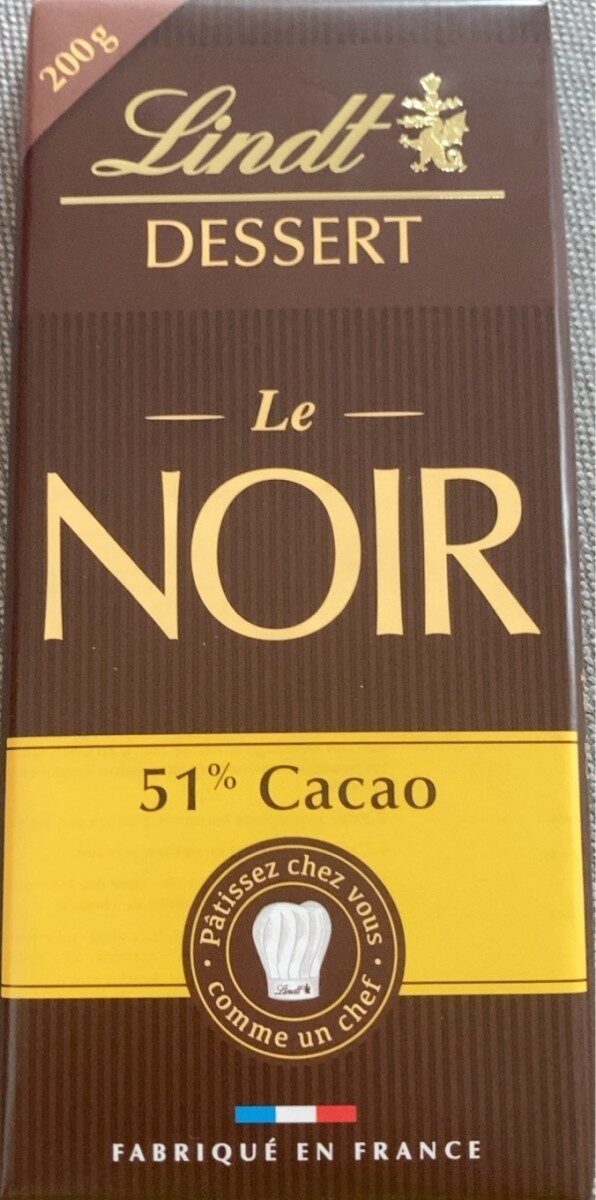 200g
Lindt
DESSERT
Le
NOIR
51% Cacao
Pâtissez chez vous
Lindt
comme un chef
FABRIQUÉ EN FRANCE